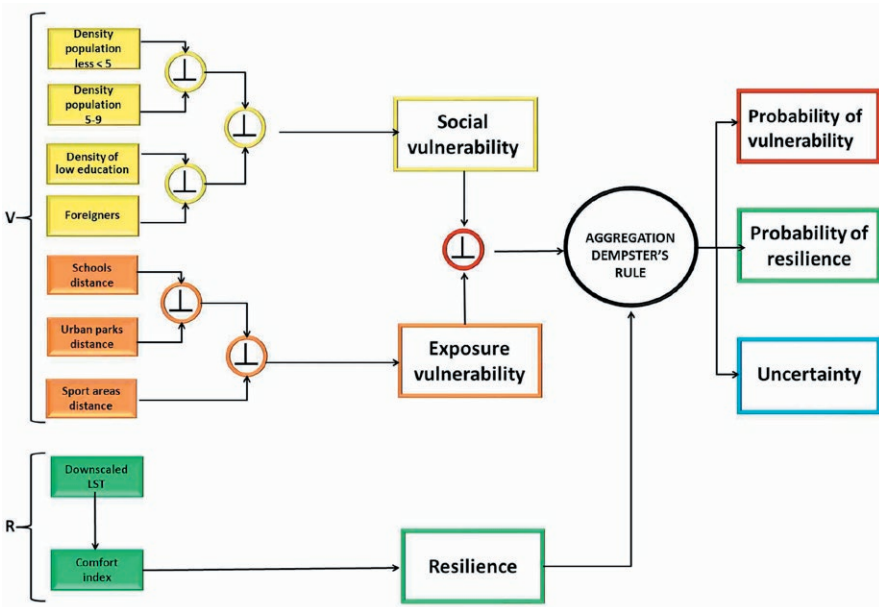 V
Density
population
less < 5
Density
population
5-9
Density of
low education
Foreigners
Schools
distance
Urban parks
distance
Sport areas
distance
Social
vulnerability
Exposure
vulnerability
AGGREGATION
DEMPSTER'S
RULE
Probability of
vulnerability
Probability of
resilience
Uncertainty
R
Downscaled
LST
Comfort
index
Resilience